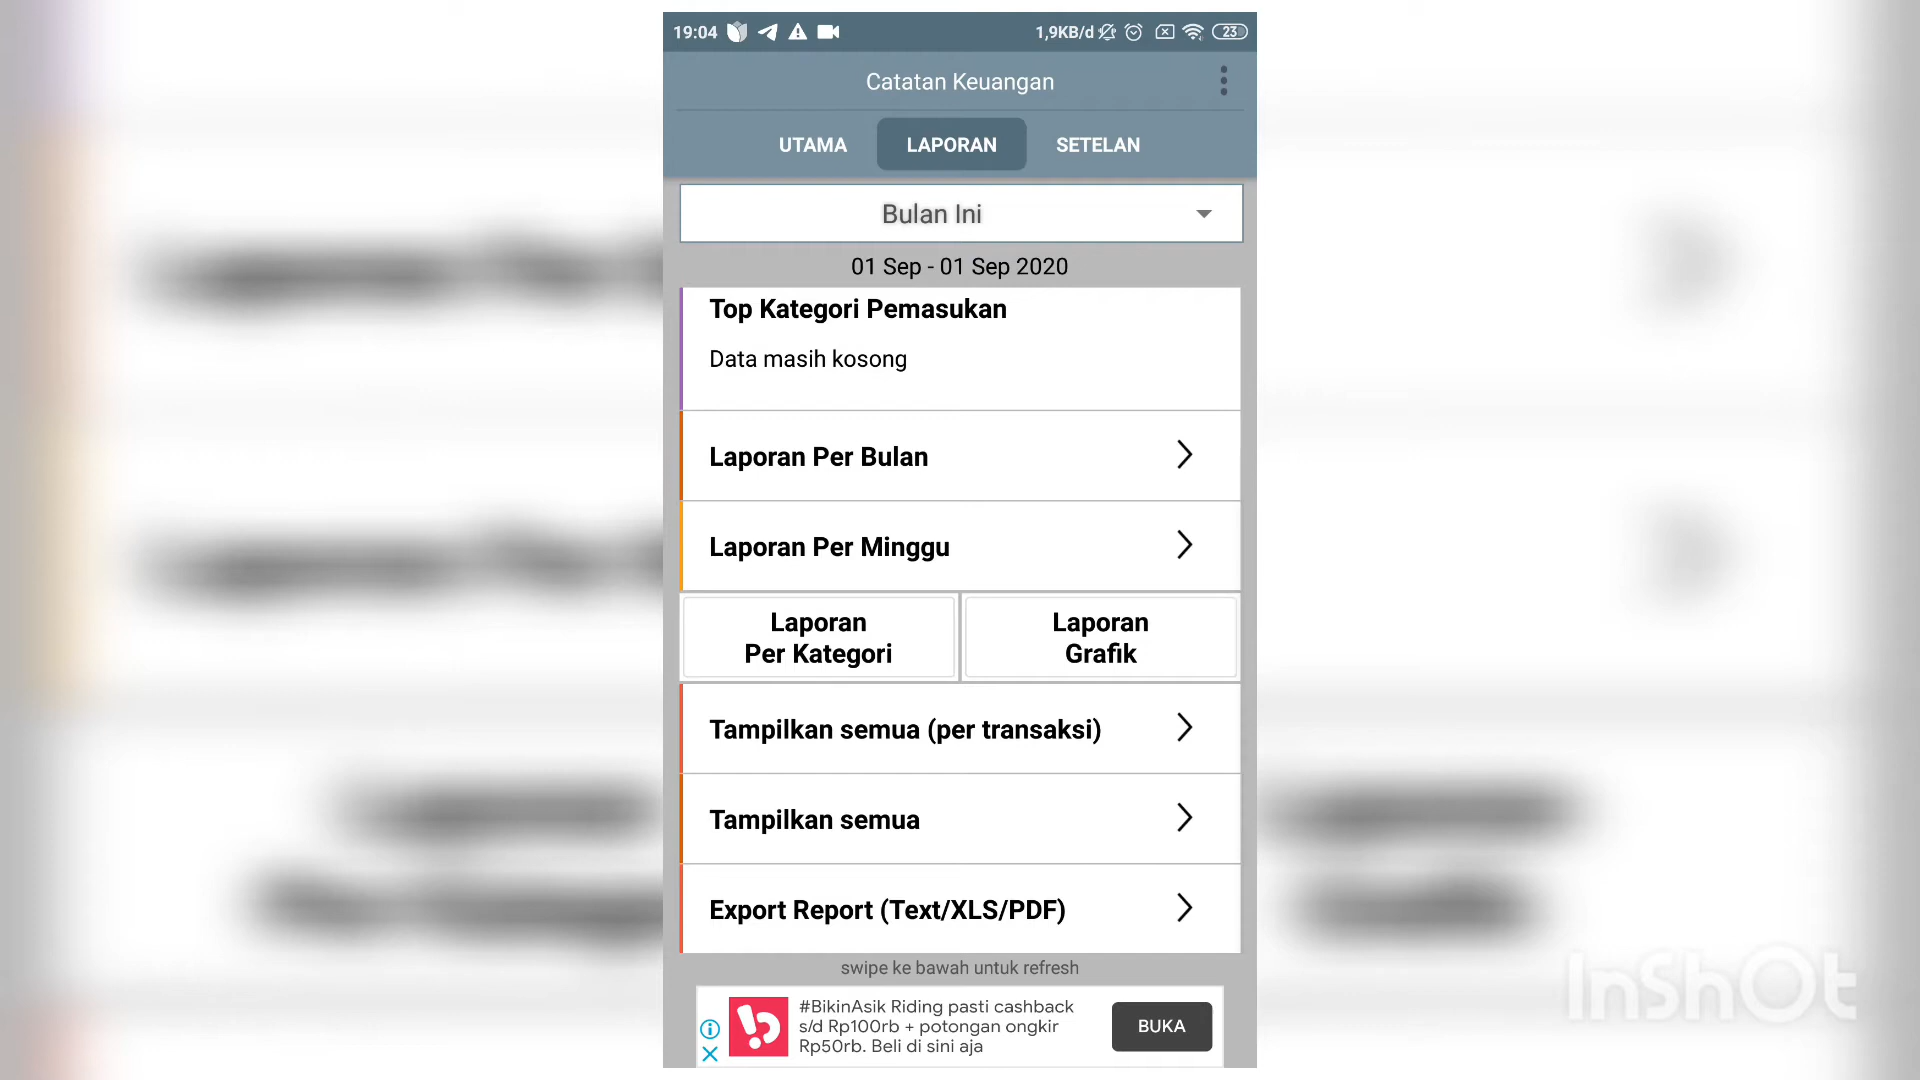 19:04
1,9KB/d
23
Catatan Keuangan
UTAMA
LAPORAN
SETELAN
Bulan Ini
01 Sep - 01 Sep 2020
Top Kategori Pemasukan
Data masih kosong
Laporan Per Bulan
Laporan Per Minggu
Laporan
Per Kategori
Laporan
Grafik
Tampilkan semua (per transaksi)
Tampilkan semua
Export Report (Text/XLS/PDF)
swipe ke bawah untuk refresh
#BikinAsik Riding pasti cashback
s/d Rp100rb + potongan ongkir
Rp50rb. Beli di sini aja
BUKA
InShOt